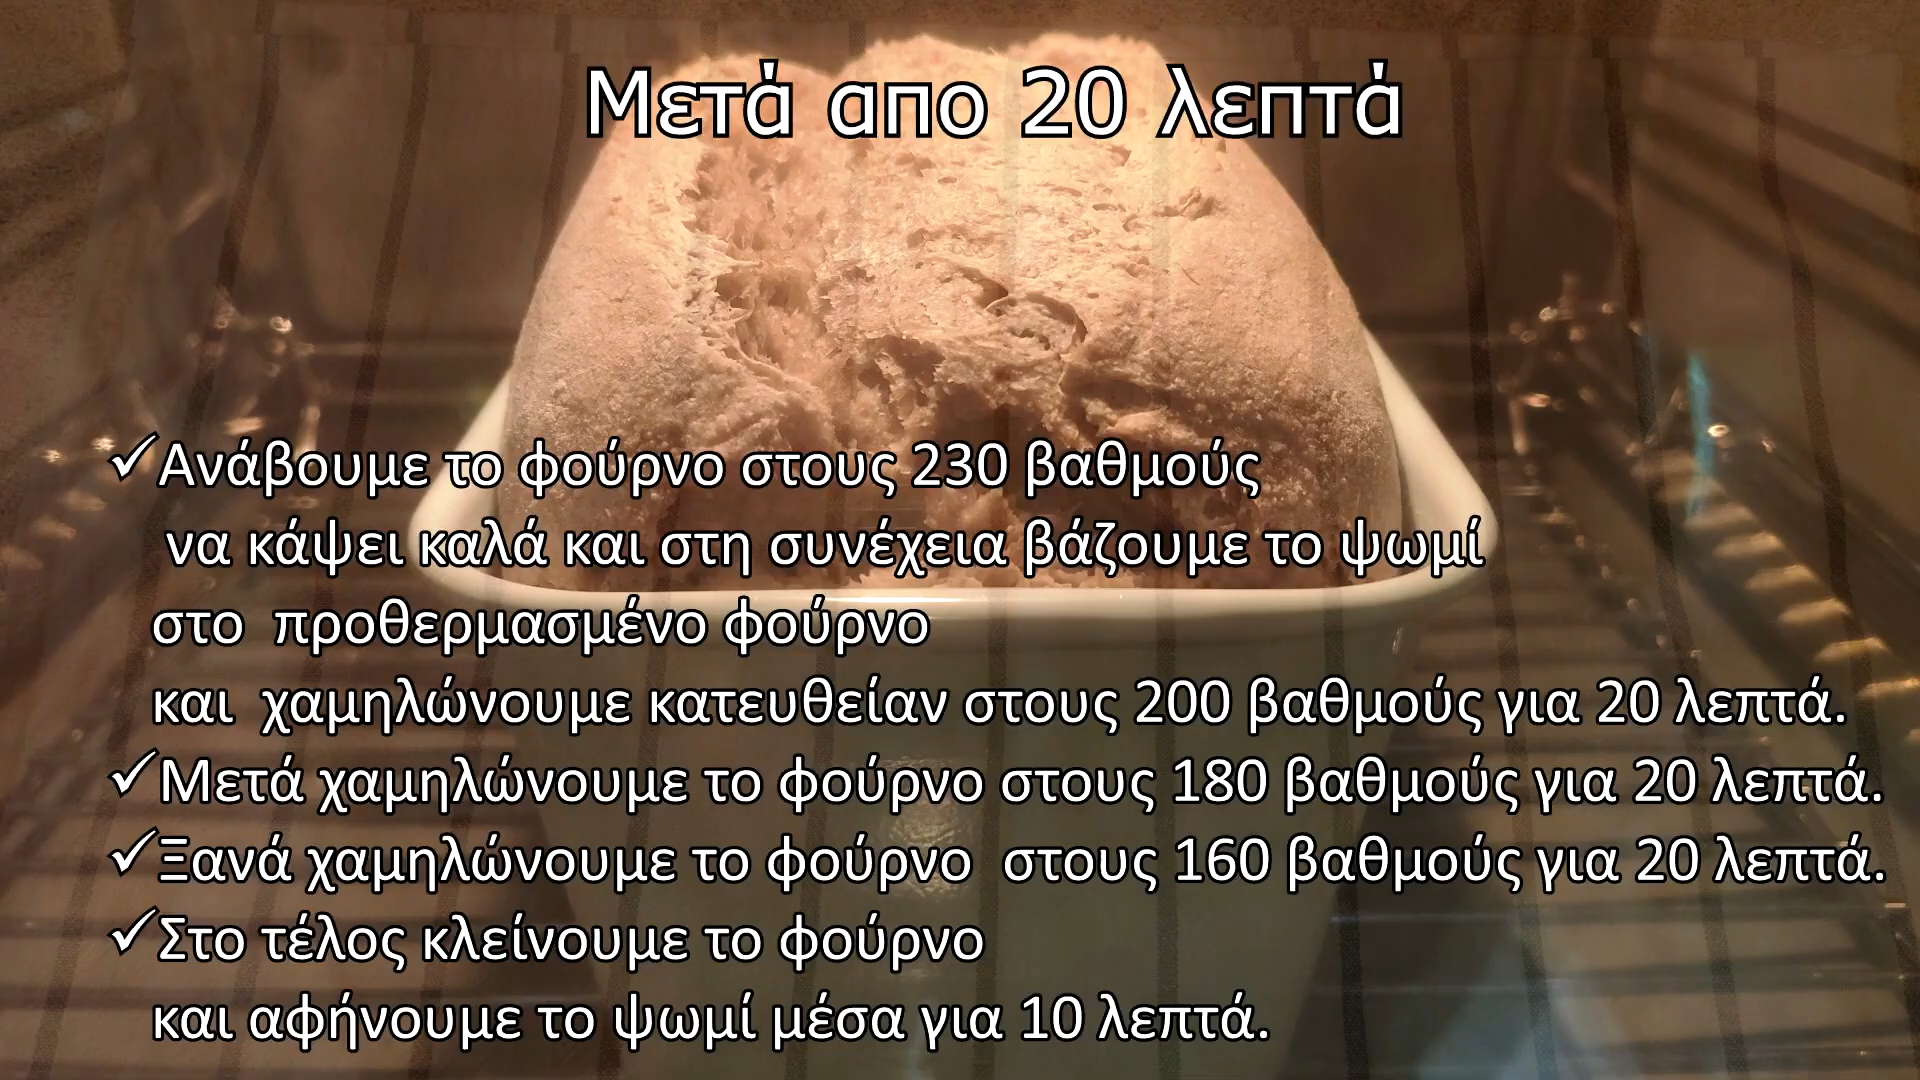 Μετά απο 20 λεπτά
✓Ανάβουμε το φούρνο στους 230 βαθμούς
να κάψει καλά και στη συνέχεια βάζουμε το ψωμί
στο προθερμασμένο φούρνο
και χαμηλώνουμε κατευθείαν στους 200 βαθμούς για 20 λεπτά.
✓Μετά χαμηλώνουμε το φούρνο στους 180 βαθμούς για 20 λεπτά.
✓Ξανά χαμηλώνουμε το φούρνο στους 160 βαθμούς για 20 λεπτά.
✓Στο τέλος κλείνουμε το φούρνο
και αφήνουμε το ψωμί μέσα για 10 λεπτά.